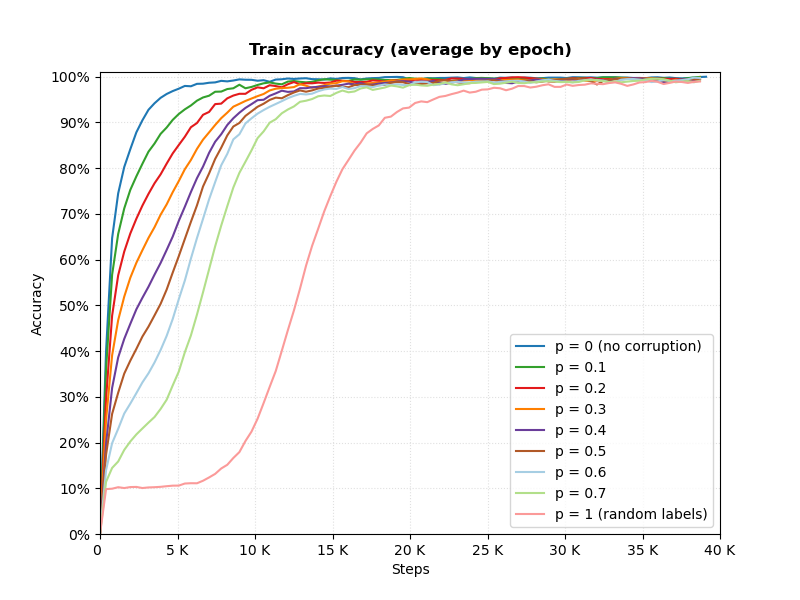 Train accuracy (average by epoch)
100%
90%
80%
70%
60%
50%
40%
30%
20%
10%
0%
Accuracy
0
5 K
10 K
15 K
20 K
25 K
30 K
35 K
40 K
Steps
p = 0 (no corruption)
p = 0.1
p = 0.2
p = 0.3
p = 0.4
p = 0.5
p = 0.6
p = 0.7
p = 1 (random labels)